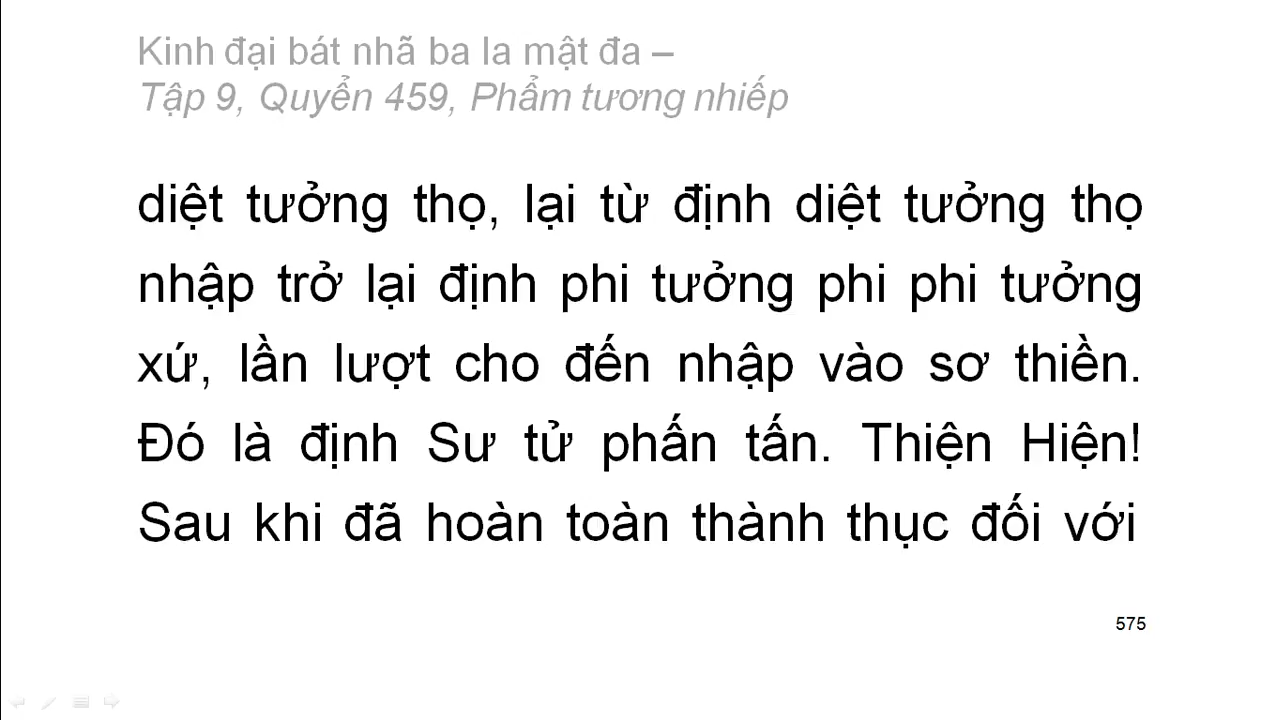 Kinh đại bát nhã ba la mật đa –
Tập 9, Quyển 459, Phẩm tương nhiếp
diệt tưởng thọ, lại từ định diệt tưởng thọ
nhập trở lại định phi tưởng phi phi tưởng
xứ, lần lượt cho đến nhập vào sơ thiền.
Đó là định Sư tử phấn tấn. Thiện Hiện!
Sau khi đã hoàn toàn thành thục đối với
575